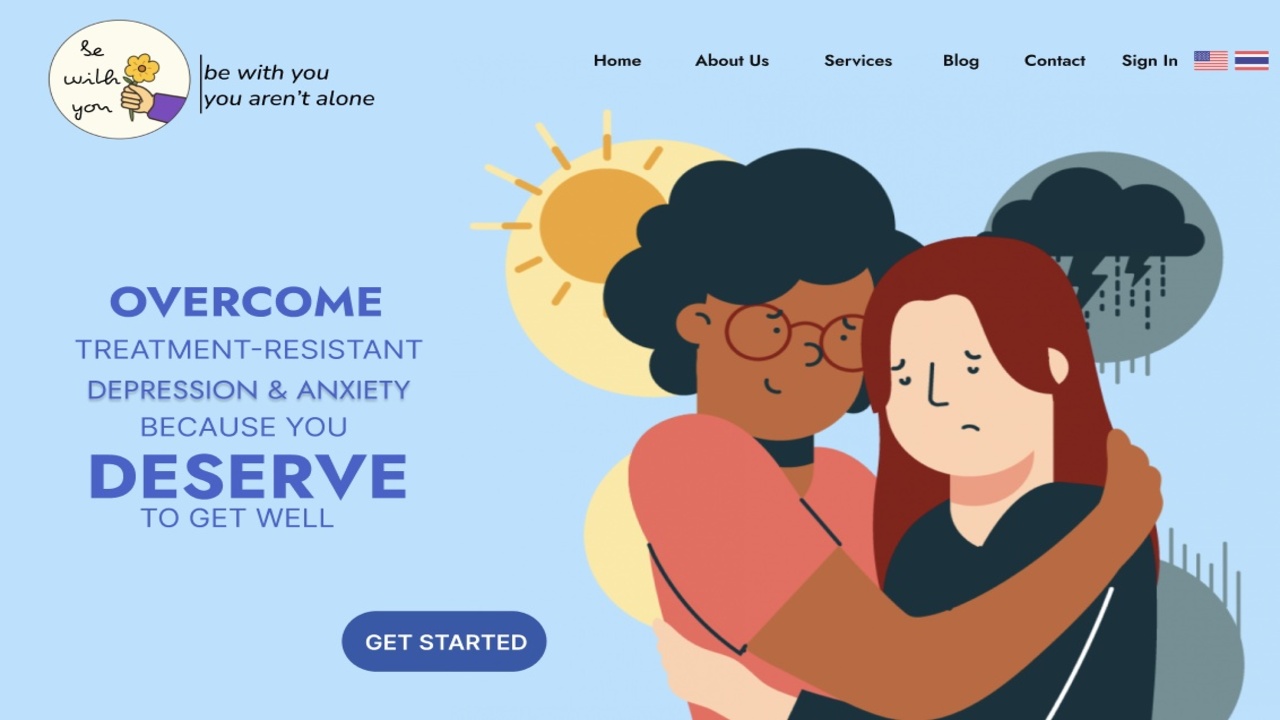 Be
with
you
be with you
you aren't alone
Home About Us Services Blog Contact Sign In
OVERCOME
TREATMENT-RESISTANT
DEPRESSION & ANXIETY
BECAUSE YOU
DESERVE
TO GET WELL
GET STARTED